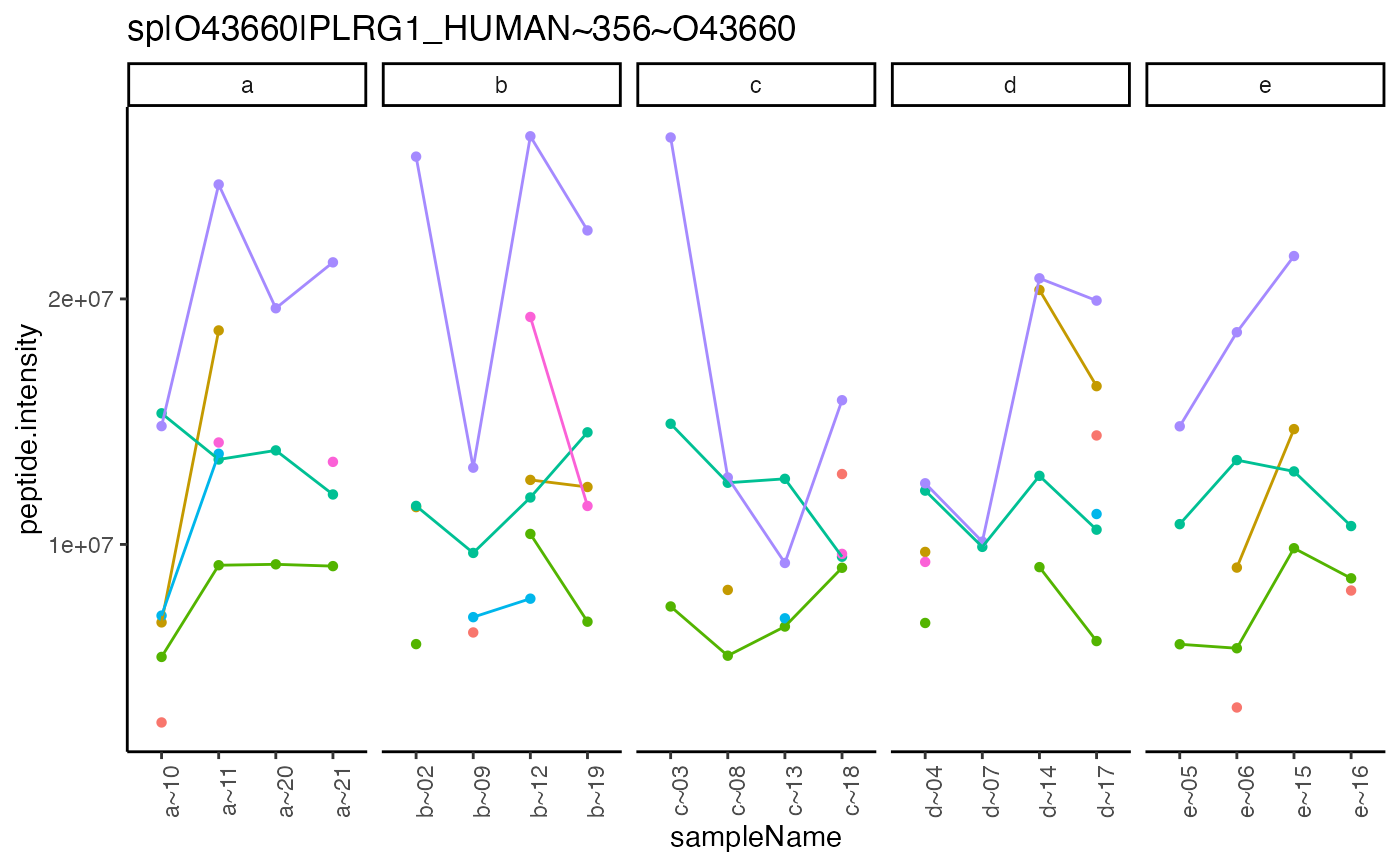 sp|O43660|PLRG1_HUMAN~356~O43660
a b c d e
peptide.intensity
2e+07
1e+07
a~10 a~11 a~20 a~21 b~02 b~09 b~12 b~19 c~03 c~08 c~13 c~18 d~04 d~07 d~14 d~17 e~05 e~06 e~15 e~16
sampleName